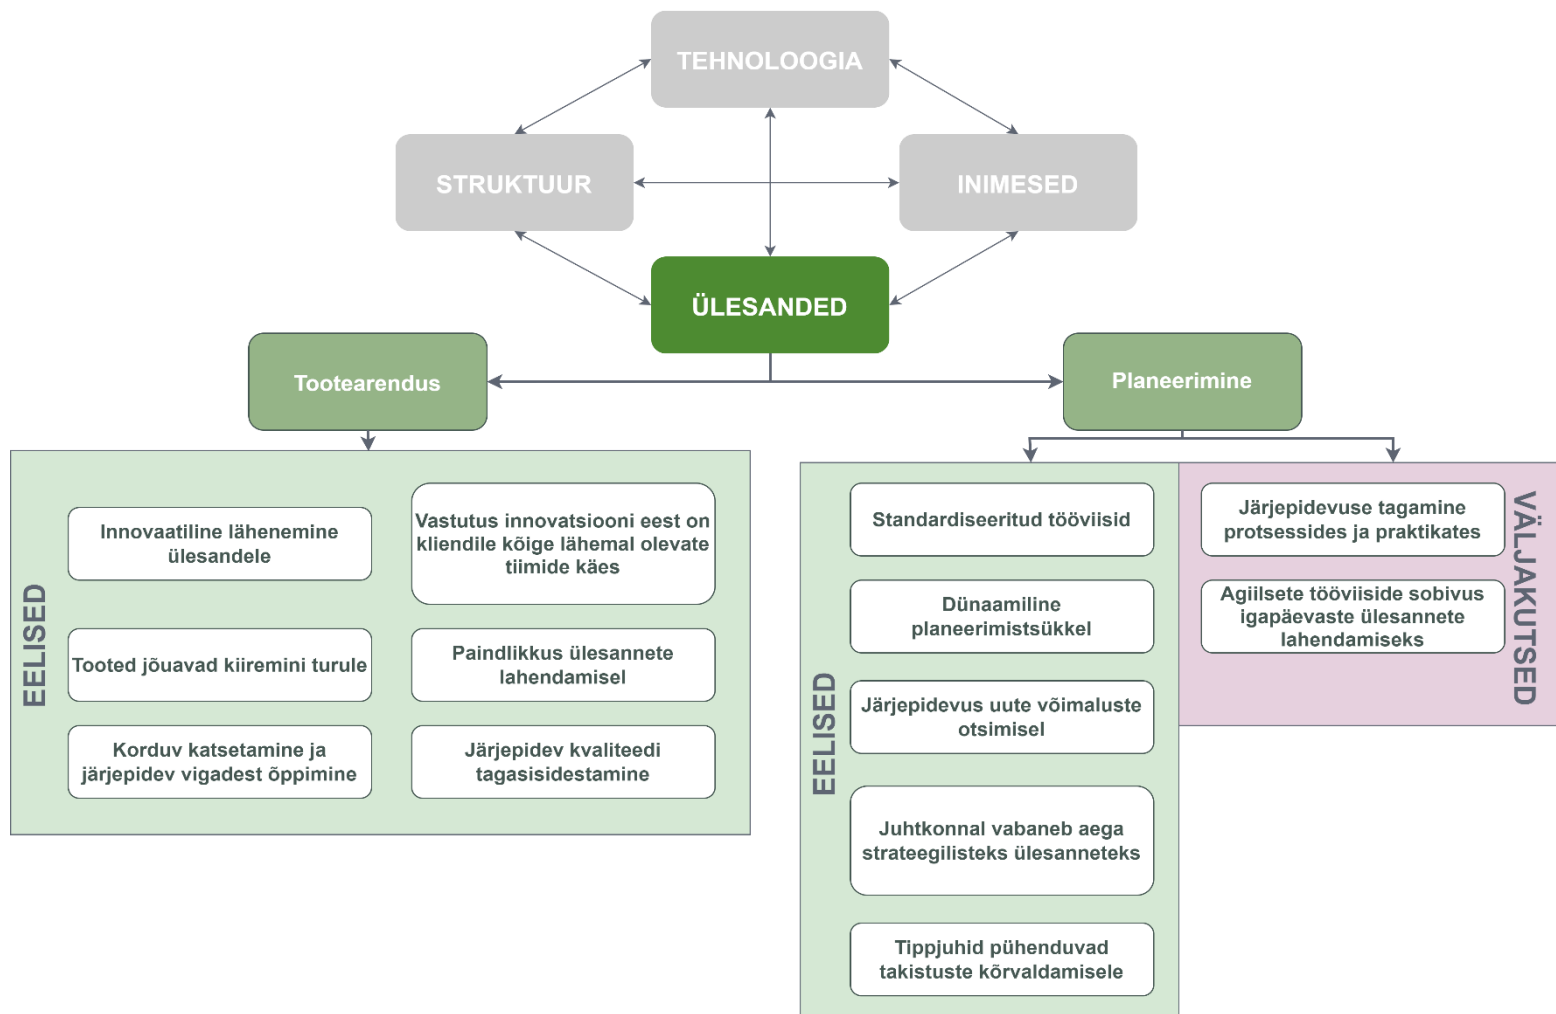 TEHNOLOOGIA
STRUKTUUR
INIMESED
ÜLESANDED
Tootearendus
Planeerimine
EELISED
Innovaatiline lähenemine
ülesandele
Vastutus innovatsiooni eest on
kliendile kõige lähemal olevate
tiimide käes
Tooted jõuavad kiiremini turule
Paindlikkus ülesannete
lahendamisel
Korduv katsetamine ja
järjepidev vigadest õppimine
Järjepidev kvaliteedi
tagasisidestamine
EELISED
Standardiseeritud tööviisid
Dünaamiline
planeerimistsükkel
Järjepidevus uute võimaluste
otsimisel
Juhtkonnal vabaneb aega
strateegilisteks ülesanneteks
Tippjuhid pühenduvad
takistuste kõrvaldamisele
VÄLJAKUTSED
Järjepidevuse tagamine
protsessides ja praktikates
Agiilsete tööviiside sobivus
igapäevaste ülesannete
lahendamiseks